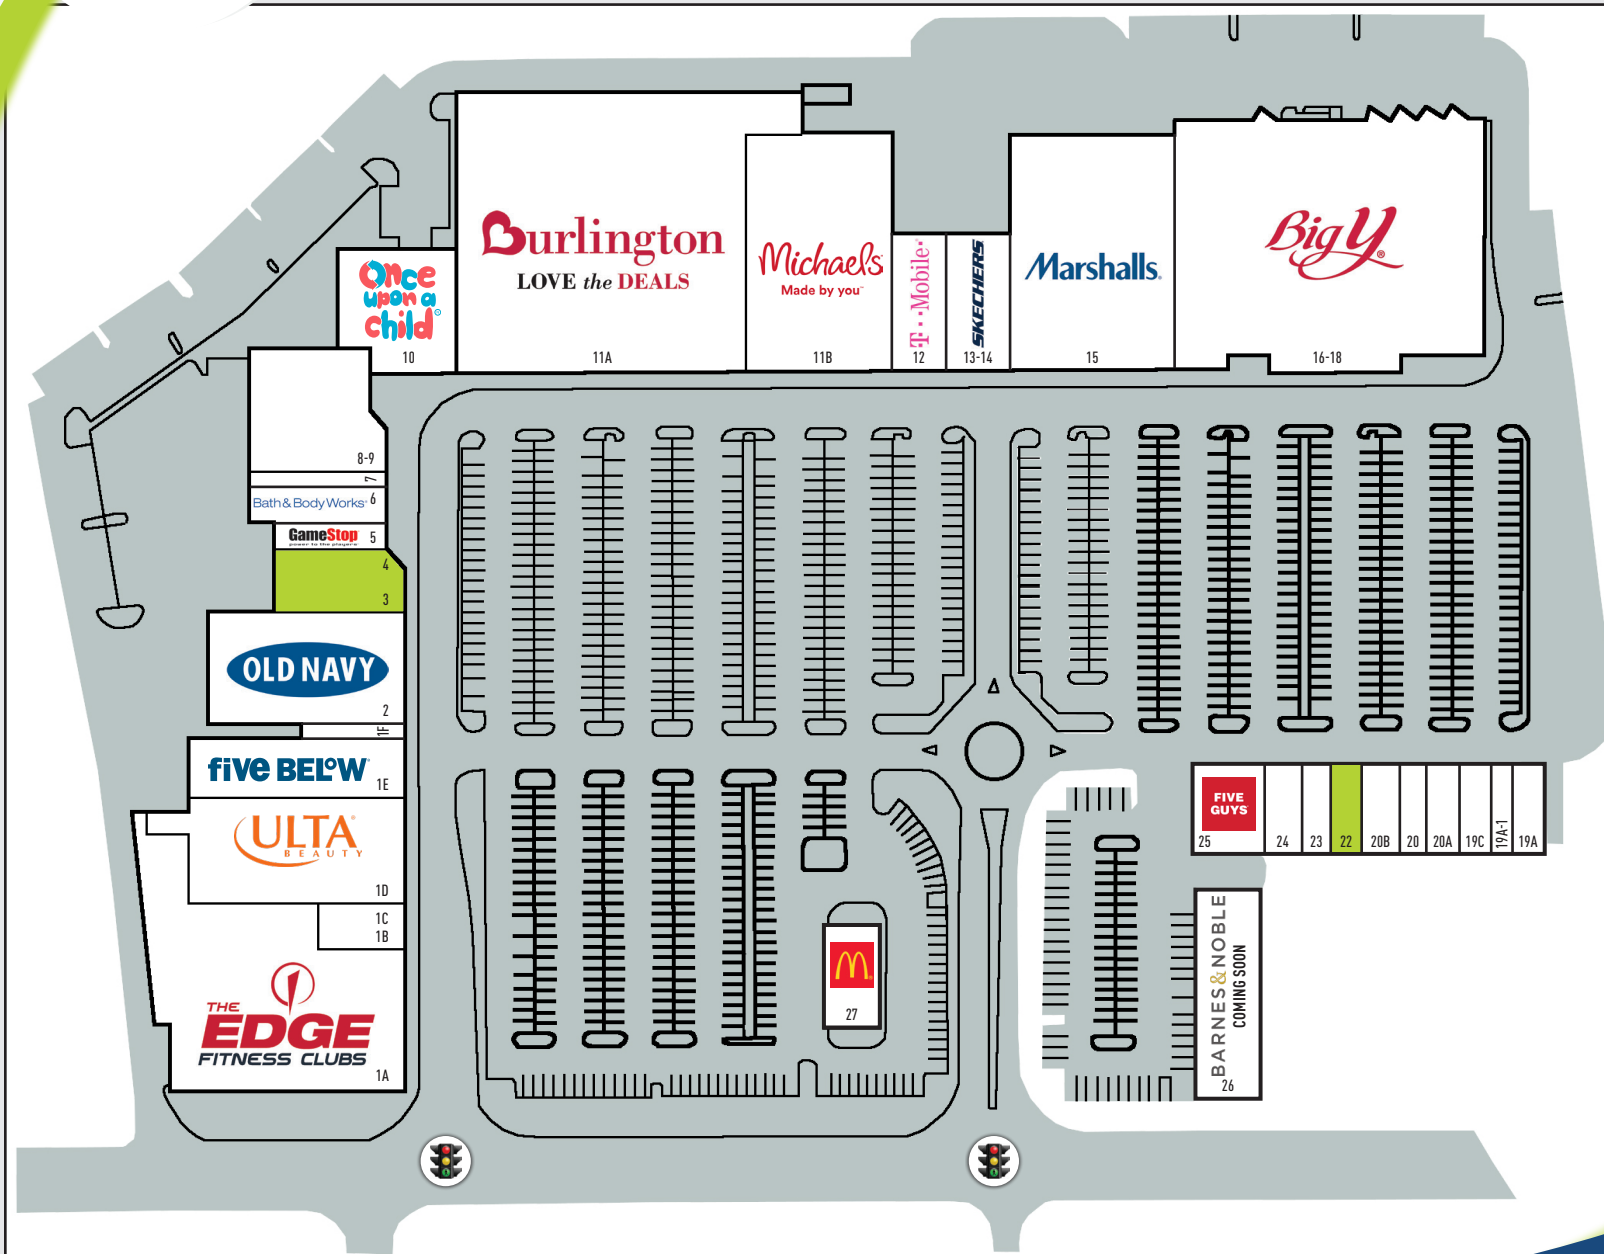 Once
upon a
child
10
Burlington
LOVE the DEALS
11A
Michaels
Made by you
11B
T-Mobile
12
SKECHERS
13-14
Marshalls
15
Big Y
16-18
8-9
7
Bath & Body Works
6
GameStop
power to the players
5
4
3
OLD NAVY
2
1F
five BELOW
1E
ULTA
BEAUTY
1D
1C
1B
THE
EDGE
FITNESS CLUBS
1A
27
FIVE
GUYS
25
24
23
22
20B
20
20A
19C
19A-1
19A
BARNES & NOBLE
COMING SOON
26